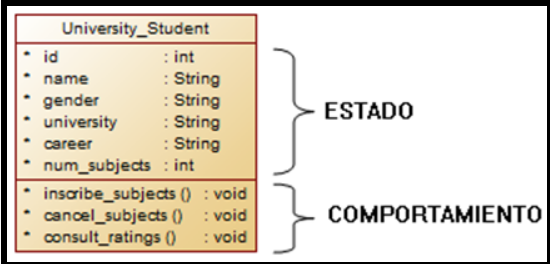 University_Student
* id : int
* name : String
* gender : String
* university : String
* career : String
* num_subjects : int
ESTADO
* inscribe_subjects () : void
* cancel_subjects () : void
* consult_ratings () : void
COMPORTAMIENTO